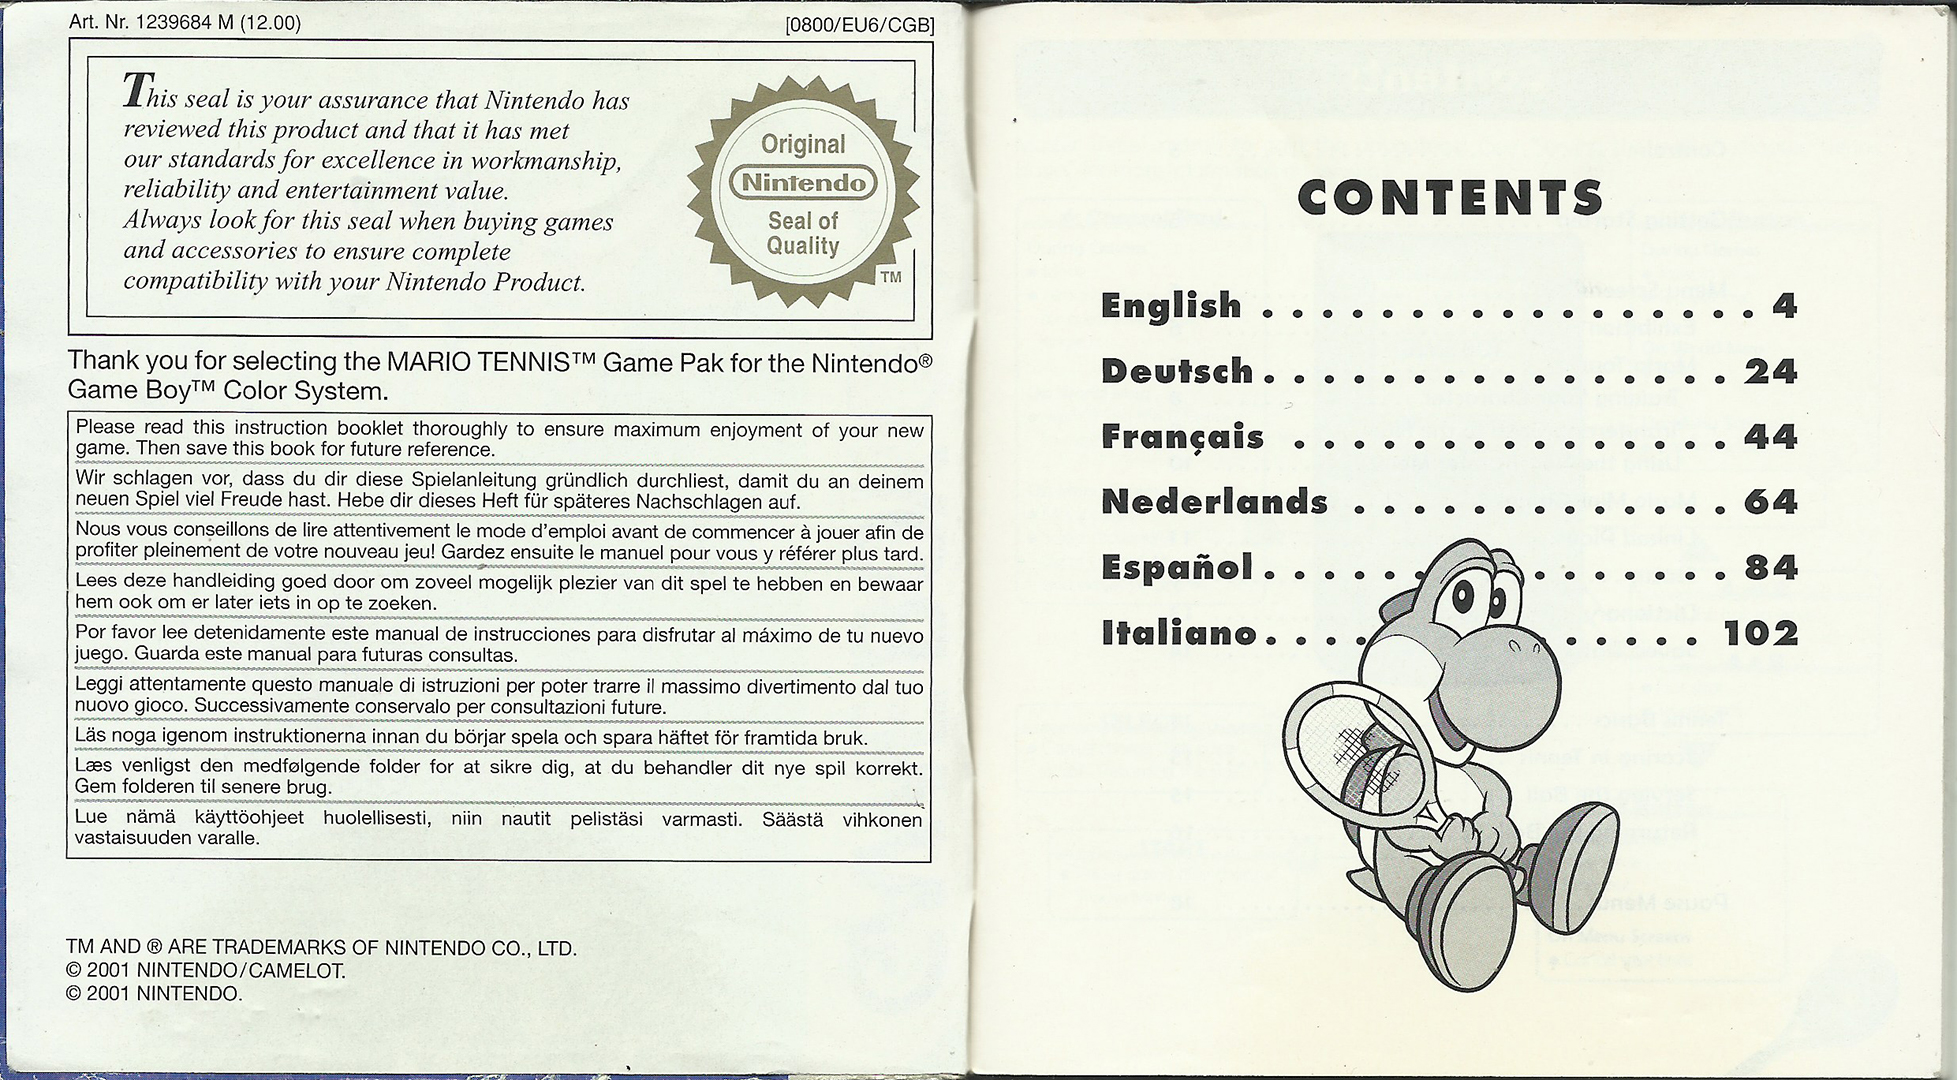 Art. Nr. 1239684 M (12.00)
[0800/EU6/CGB]
This seal is your assurance that Nintendo has
reviewed this product and that it has met
our standards for excellence in workmanship,
reliability and entertainment value.
Always look for this seal when buying games
and accessories to ensure complete
compatibility with your Nintendo Product.
Original
Nintendo
Seal of
Quality
TM
Thank you for selecting the MARIO TENNIS™ Game Pak for the Nintendo®
Game Boy™ Color System.
Please read this instruction booklet thoroughly to ensure maximum enjoyment of your new
game. Then save this book for future reference.
Wir schlagen vor, dass du dir diese Spielanleitung gründlich durchliest, damit du an deinem
neuen Spiel viel Freude hast. Hebe dir dieses Heft für späteres Nachschlagen auf.
Nous vous conseillons de lire attentivement le mode d'emploi avant de commencer à jouer afin de
profiter pleinement de votre nouveau jeu! Gardez ensuite le manuel pour vous y référer plus tard.
Lees deze handleiding goed door om zoveel mogelijk plezier van dit spel te hebben en bewaar
hem ook om er later iets in op te zoeken.
Por favor lee detenidamente este manual de instrucciones para disfrutar al máximo de tu nuevo
juego. Guarda este manual para futuras consultas.
Leggi attentamente questo manuale di istruzioni per poter trarre il massimo divertimento dal tuo
nuovo gioco. Successivamente conservalo per consultazioni future.
Läs noga igenom instruktionerna innan du börjar spela och spara häftet för framtida bruk.
Læs venligst den medfølgende folder for at sikre dig, at du behandler dit nye spil korrekt.
Gem folderen til senere brug.
Lue nämä käyttöohjeet huolellisesti, niin nautit pelistäsi varmasti. Säästä vihkonen
vastaisuuden varalle.
TM AND ® ARE TRADEMARKS OF NINTENDO CO., LTD.
© 2001 NINTENDO/CAMELOT.
© 2001 NINTENDO.
CONTENTS
English . . . . . . . . . . . . . . . . . 4
Deutsch . . . . . . . . . . . . . . . . 24
Français . . . . . . . . . . . . . . . 44
Nederlands . . . . . . . . . . . . . 64
Español . . . . . . . . . . . . . . . 84
Italiano . . . . . . . . . . 102